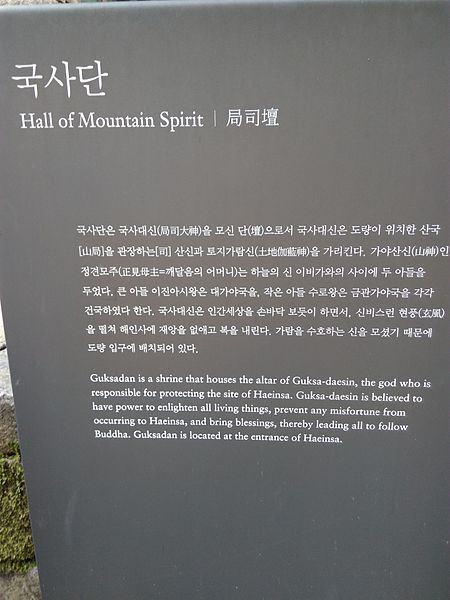 국사단
Hall of Mountain Spirit | 局司壇
국사단은 국사대신(局司大神)을 모신 단(壇)으로서 국사대신은 도량이 위치한 산국
[山局]을 관장하는[司] 산신과 토지가람신(土地伽藍神)을 가리킨다. 가야산신(山神)인
정견모주(正見母主=깨달음의 어머니)는 하늘의 신 이비가와의 사이에 두 아들을
두었다. 큰 아들 이진아시왕은 대가야국을, 작은 아들 수로왕은 금관가야국을 각각
건국하였다 한다. 국사대신은 인간세상을 손바닥 보듯이 하면서, 신비스런 현풍(玄風)
을 떨쳐 해인사에 재앙을 없애고 복을 내린다. 가람을 수호하는 신을 모셨기 때문에
도량 입구에 배치되어 있다.
Guksadan is a shrine that houses the altar of Guksa-daesin, the god who is
responsible for protecting the site of Haeinsa. Guksa-daesin is believed to
have power to enlighten all living things, prevent any misfortune from
occurring to Haeinsa, and bring blessings, thereby leading all to follow
Buddha. Guksadan is located at the entrance of Haeinsa.